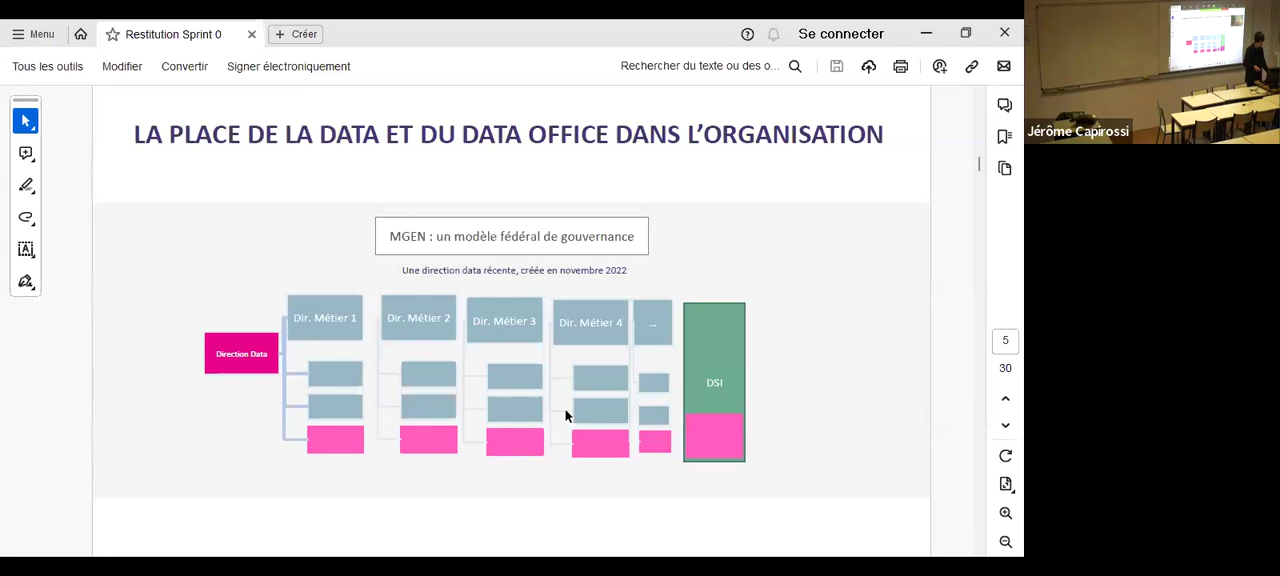 Menu
Restitution Sprint 0
Créer
Se connecter
Tous les outils
Modifier
Convertir
Signer électroniquement
Rechercher du texte ou des o...
LA PLACE DE LA DATA ET DU DATA OFFICE DANS L'ORGANISATION
Jérôme Capirossi
MGEN : un modèle fédéral de gouvernance
Une direction data récente, créée en novembre 2022
Direction Data
Dir. Métier 1
Dir. Métier 2
Dir. Métier 3
Dir. Métier 4
...
DSI
5
30